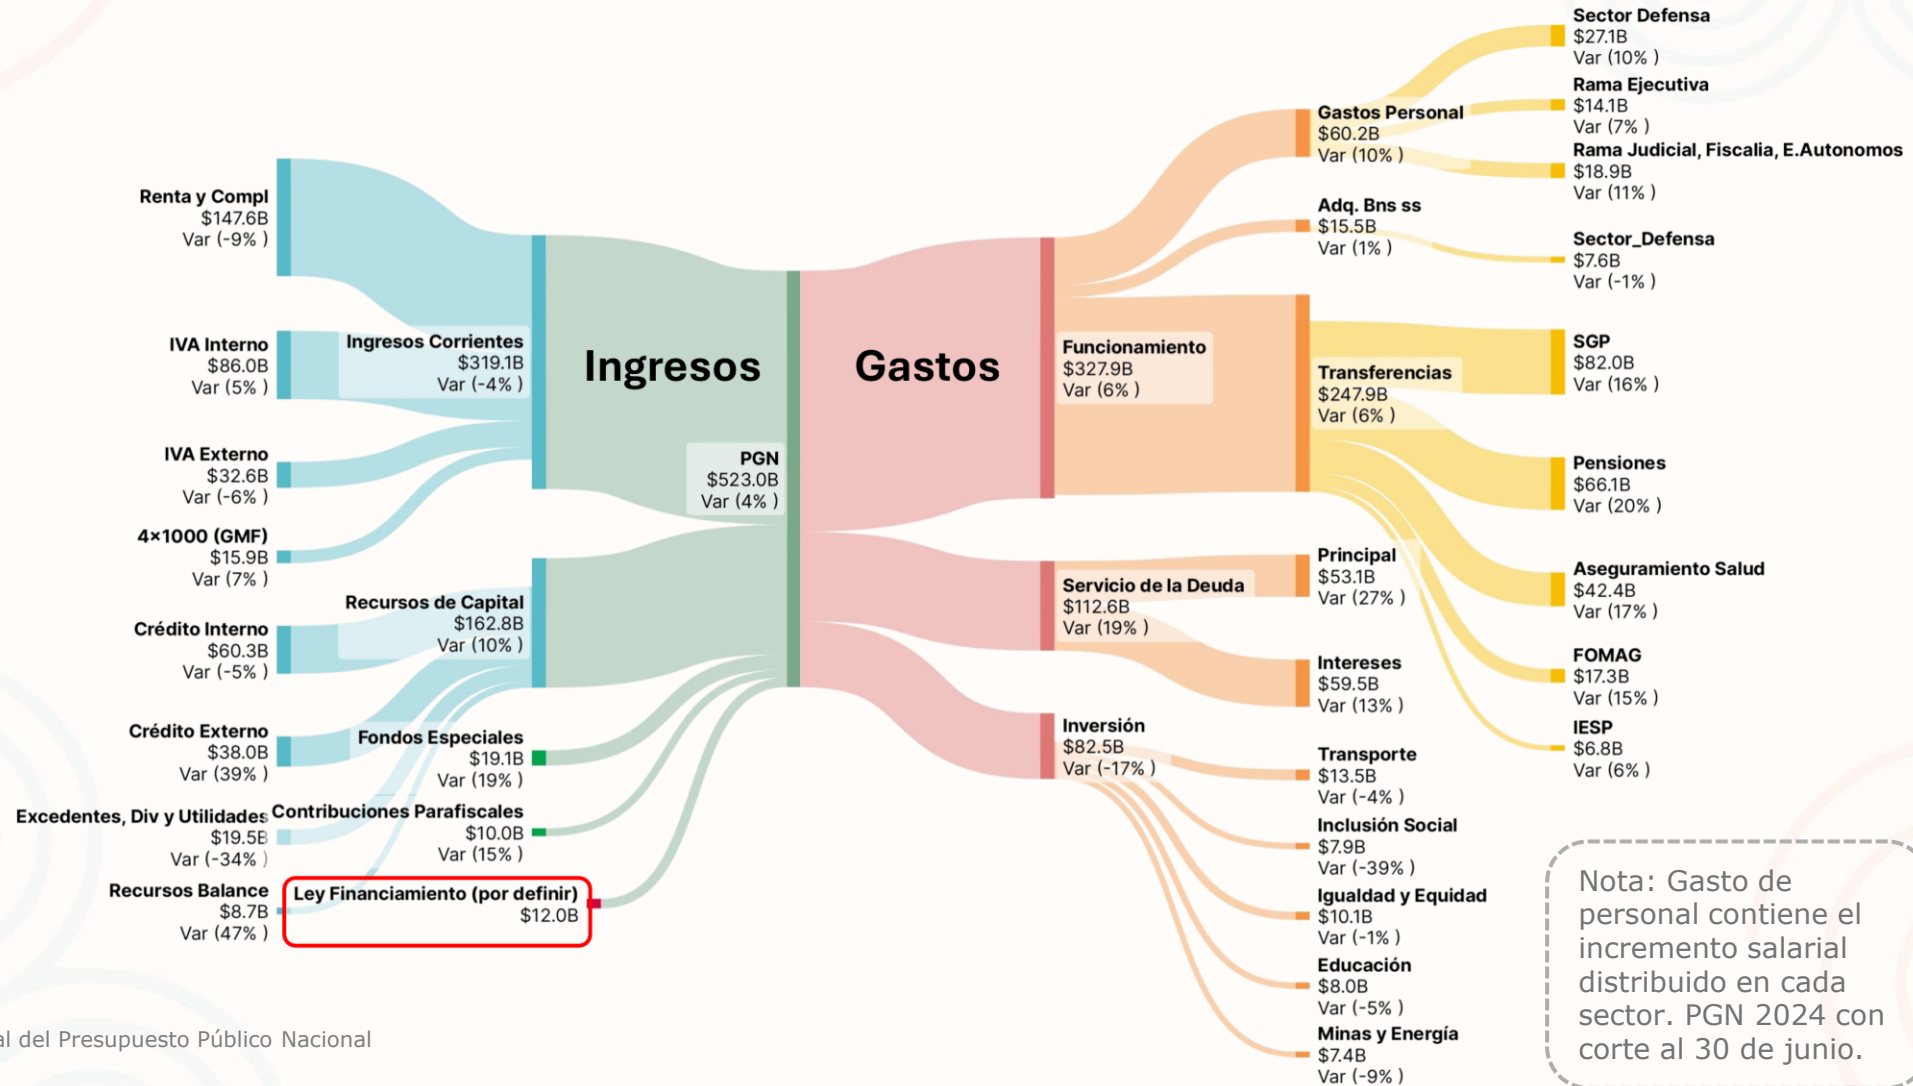 Renta y Compl
$147.6B
Var (-9% )
IVA Interno
$86.0B
Var (5% )
IVA Externo
$32.6B
Var (-6% )
4×1000 (GMF)
$15.9B
Var (7% )
Crédito Interno
$60.3B
Var (-5% )
Crédito Externo
$38.0B
Var (39% )
Excedentes, Div y Utilidades
$19.5B
Var (-34% )
Recursos Balance
$8.7B
Var (47% )
Ingresos Corrientes
$319.1B
Var (-4% )
Recursos de Capital
$162.8B
Var (10% )
Fondos Especiales
$19.1B
Var (19% )
Contribuciones Parafiscales
$10.0B
Var (15% )
Ley Financiamiento (por definir)
$12.0B
Ingresos
PGN
$523.0B
Var (4% )
Gastos
Funcionamiento
$327.9B
Var (6% )
Servicio de la Deuda
$112.6B
Var (19% )
Inversión
$82.5B
Var (-17% )
Gastos Personal
$60.2B
Var (10% )
Adq. Bns ss
$15.5B
Var (1% )
Transferencias
$247.9B
Var (6% )
Principal
$53.1B
Var (27% )
Intereses
$59.5B
Var (13% )
Transporte
$13.5B
Var (-4% )
Inclusión Social
$7.9B
Var (-39% )
Igualdad y Equidad
$10.1B
Var (-1% )
Educación
$8.0B
Var (-5% )
Minas y Energía
$7.4B
Var (-9% )
Sector Defensa
$27.1B
Var (10% )
Rama Ejecutiva
$14.1B
Var (7% )
Rama Judicial, Fiscalia, E.Autonomos
$18.9B
Var (11% )
Sector_Defensa
$7.6B
Var (-1% )
SGP
$82.0B
Var (16% )
Pensiones
$66.1B
Var (20% )
Aseguramiento Salud
$42.4B
Var (17% )
FOMAG
$17.3B
Var (15% )
IESP
$6.8B
Var (6% )
Nota: Gasto de
personal contiene el
incremento salarial
distribuido en cada
sector. PGN 2024 con
corte al 30 de junio.
al del Presupuesto Público Nacional